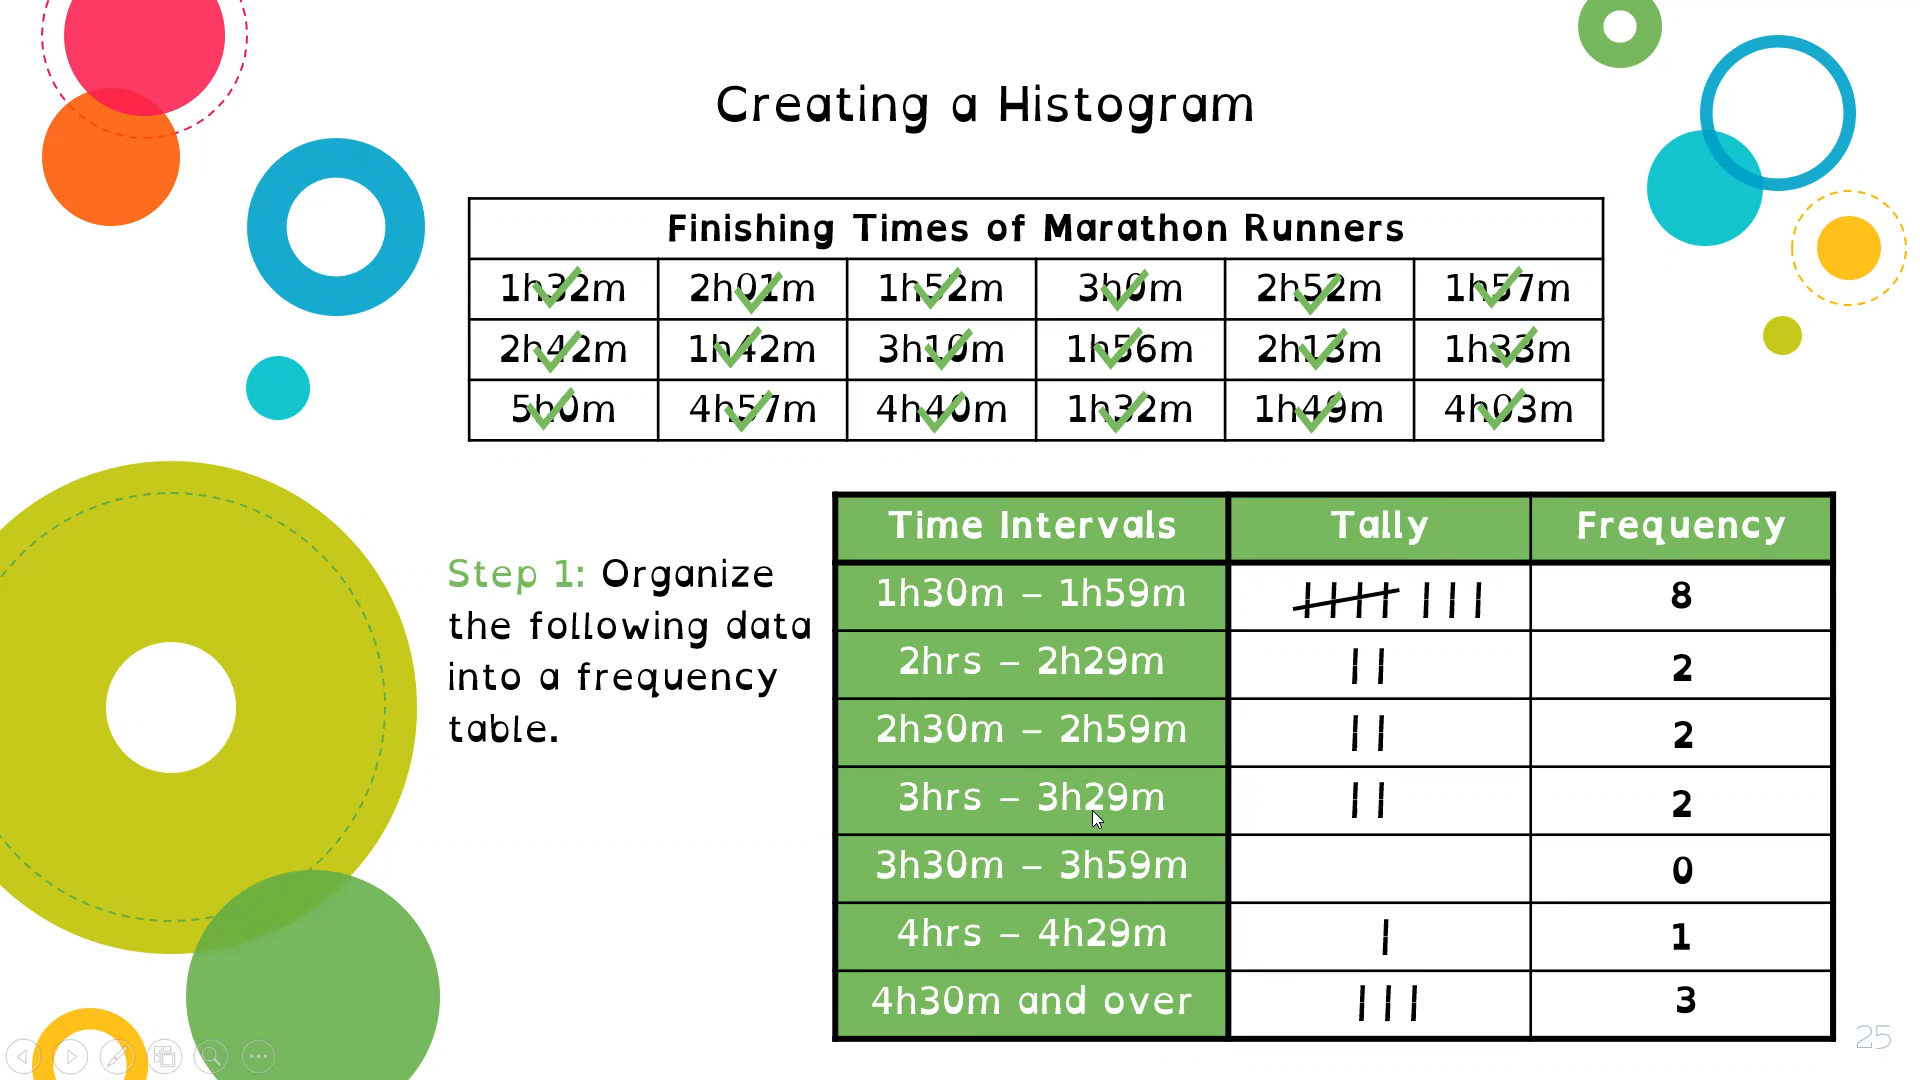 Creating a Histogram
Finishing Times of Marathon Runners
1h32m 2h01m 1h52m 3h0m 2h52m 1h57m
2h42m 1h42m 3h10m 1h56m 2h13m 1h33m
5h0m 4h57m 4h40m 1h32m 1h49m 4h03m
Step 1: Organize
the following data
into a frequency
table.
Time Intervals Tally Frequency
1h30m – 1h59m 8
2hrs – 2h29m 2
2h30m – 2h59m 2
3hrs – 3h29m 2
3h30m – 3h59m 0
4hrs – 4h29m 1
4h30m and over 3
25